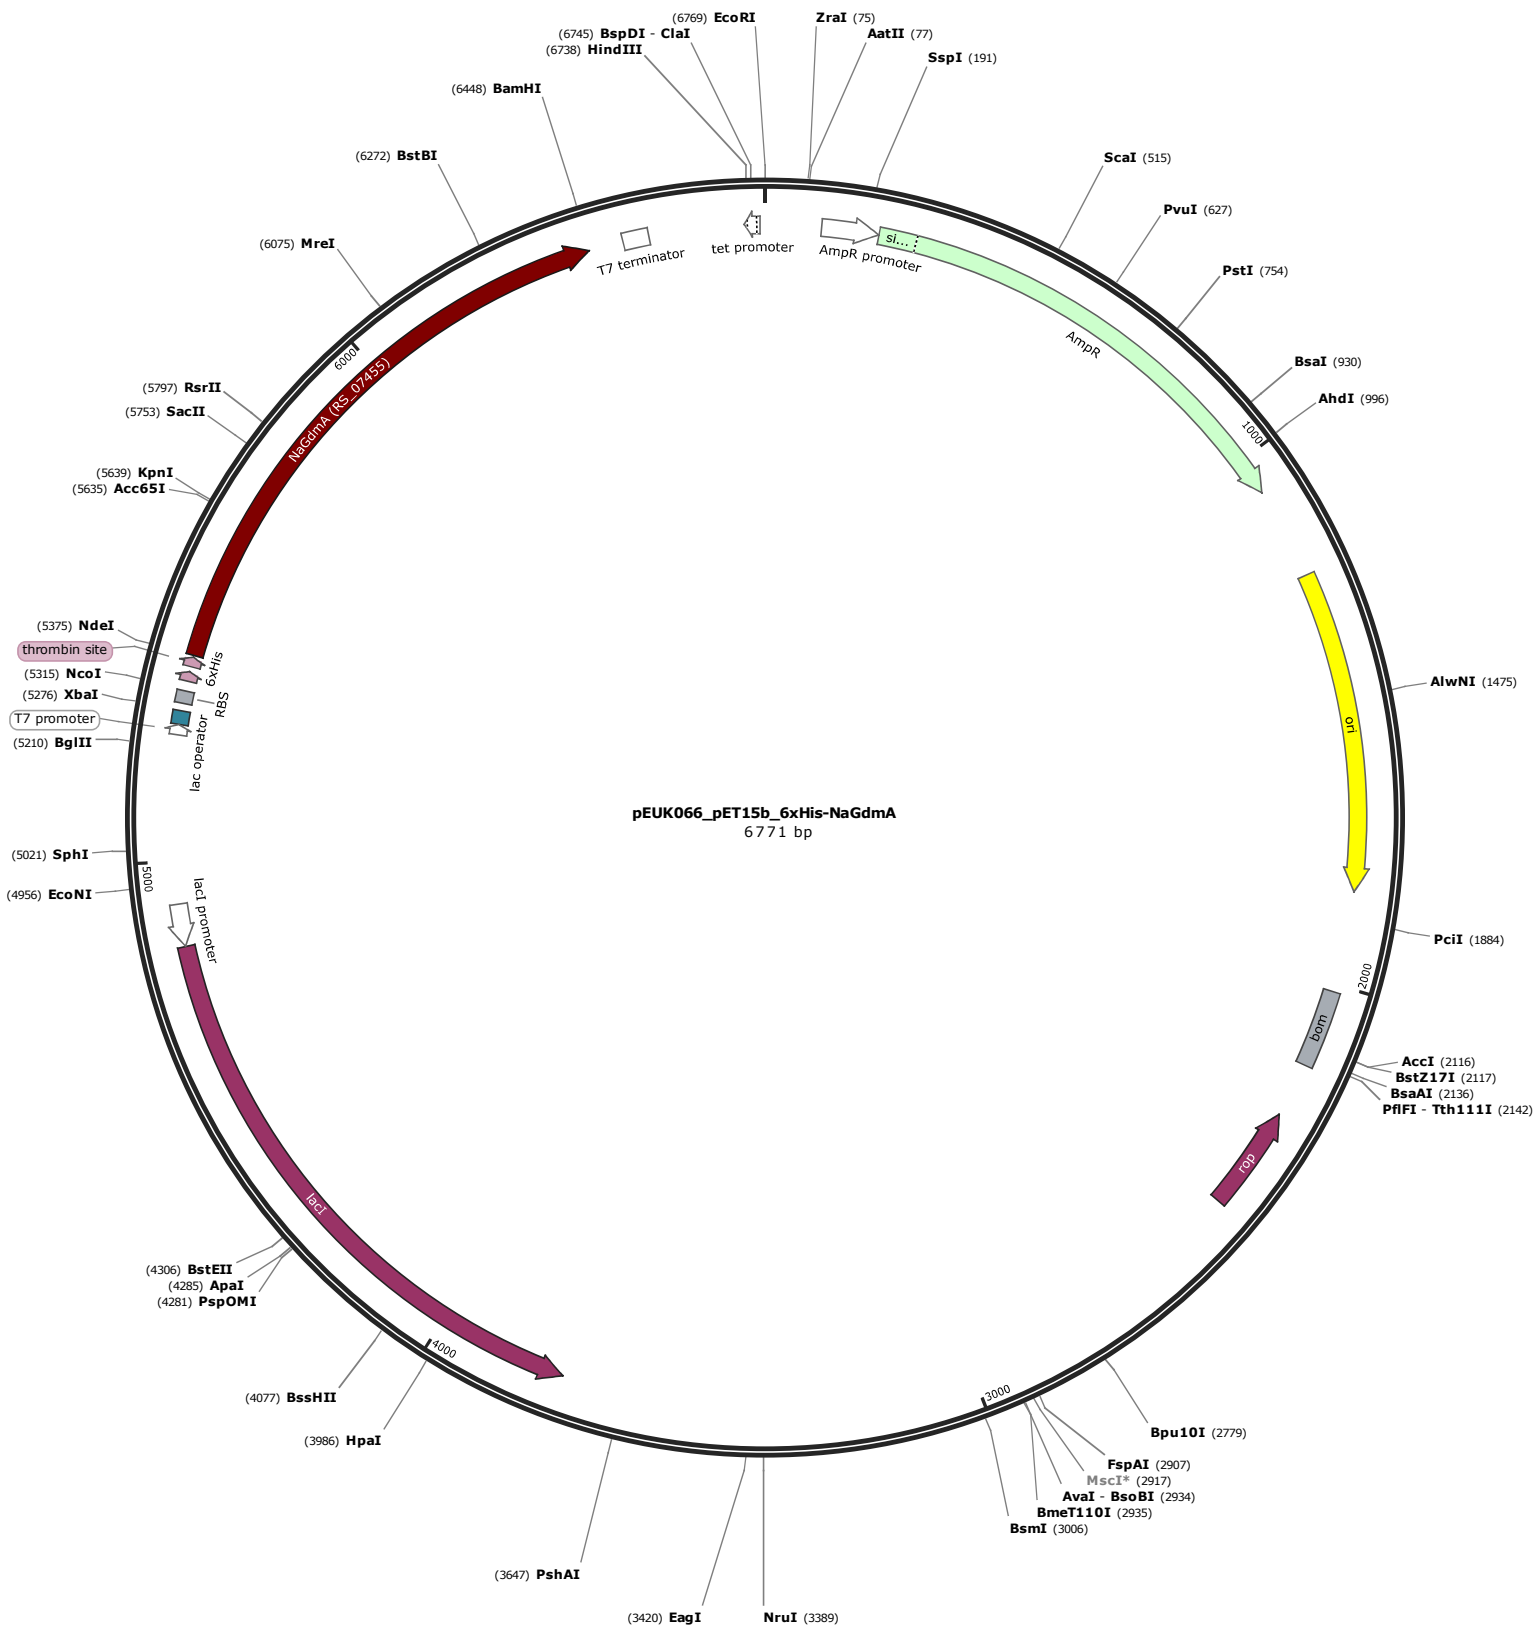 (6769) EcoRI
ZraI (75)
(6745) BspDI - ClaI
AatII (77)
(6738) HindIII
SspI (191)
(6448) BamHI
(6272) BstBI
ScaI (515)
PvuI (627)
(6075) MreI
PstI (754)
T7 terminator
tet promoter
AmpR promoter
si...
AmpR
6000
NaGdmA (RS_07455)
BsaI (930)
AhdI (996)
1000
(5797) RsrII
(5753) SacII
(5639) KpnI
(5635) Acc65I
(5375) NdeI
thrombin site
(5315) NcoI
(5276) XbaI
T7 promoter
(5210) BglII
6xHis
RBS
lac operator
AlwNI (1475)
ori
pEUK066_pET15b_6xHis-NaGdmA
6771 bp
(5021) SphI
5000
(4956) EcoNI
lacI promoter
PciI (1884)
2000
bom
AccI (2116)
BstZ17I (2117)
BsaAI (2136)
PflFI - Tth111I (2142)
rop
lacI
(4306) BstEII
(4285) ApaI
(4281) PspOMI
4000
(4077) BssHII
(3986) HpaI
3000
Bpu10I (2779)
FspAI (2907)
MscI* (2917)
AvaI - BsoBI (2934)
BmeT110I (2935)
BsmI (3006)
(3647) PshAI
(3420) EagI
NruI (3389)